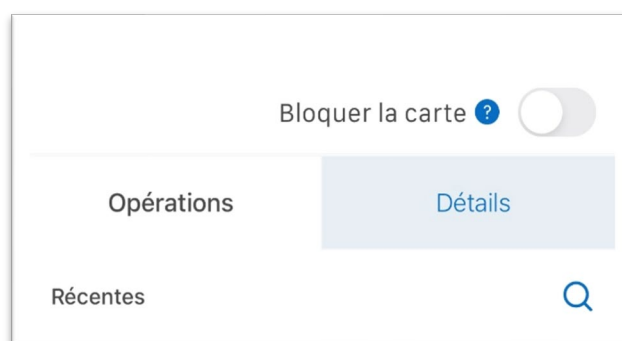 Bloquer la carte ?
Opérations Détails
Récentes